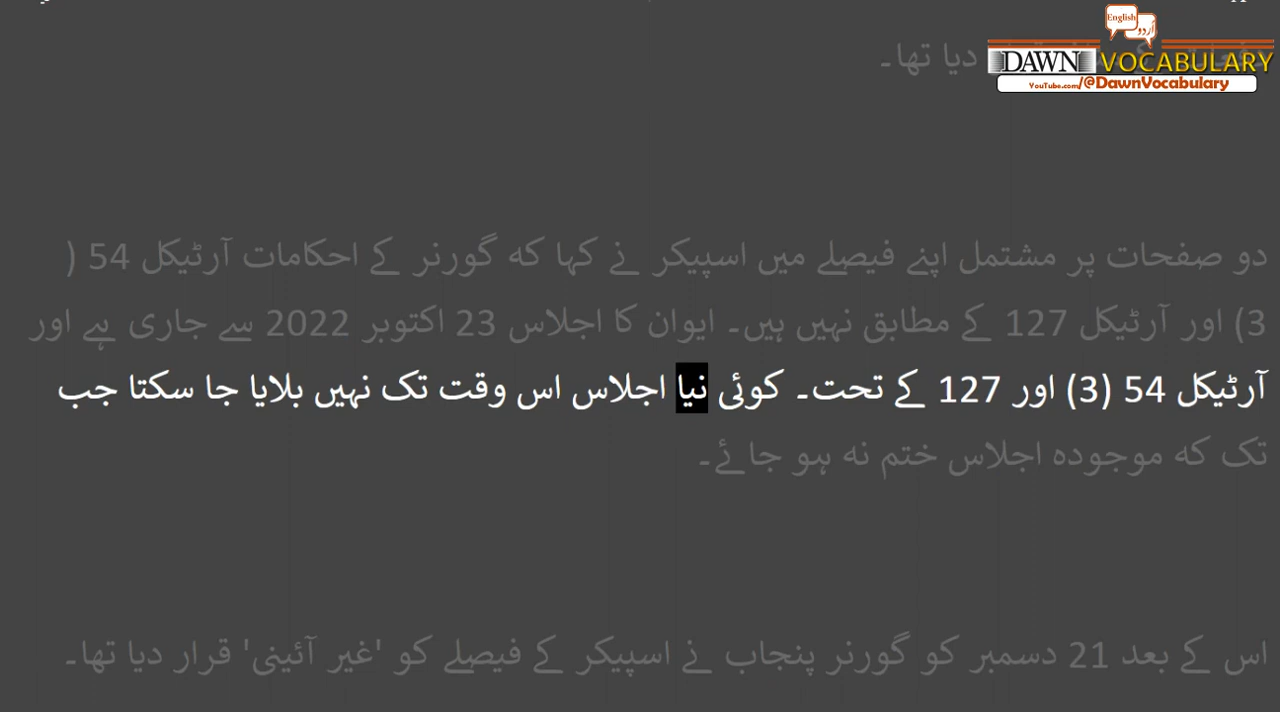 English
اُردو
DAWN VOCABULARY
YouTube.com/@DawnVocabulary
دیا تھا۔
دو صفحات پر مشتمل اپنے فیصلے میں اسپیکر نے کہا کہ گورنر کے احکامات آرٹیکل 54 (
3) اور آرٹیکل 127 کے مطابق نہیں ہیں۔ ایوان کا اجلاس 23 اکتوبر 2022 سے جاری ہے اور
آرٹیکل 54 (3) اور 127 کے تحت۔ کوئی نیا اجلاس اس وقت تک نہیں بلایا جا سکتا جب
تک کہ موجودہ اجلاس ختم نہ ہو جائے۔
اس کے بعد 21 دسمبر کو گورنر پنجاب نے اسپیکر کے فیصلے کو 'غیر آئینی' قرار دیا تھا۔